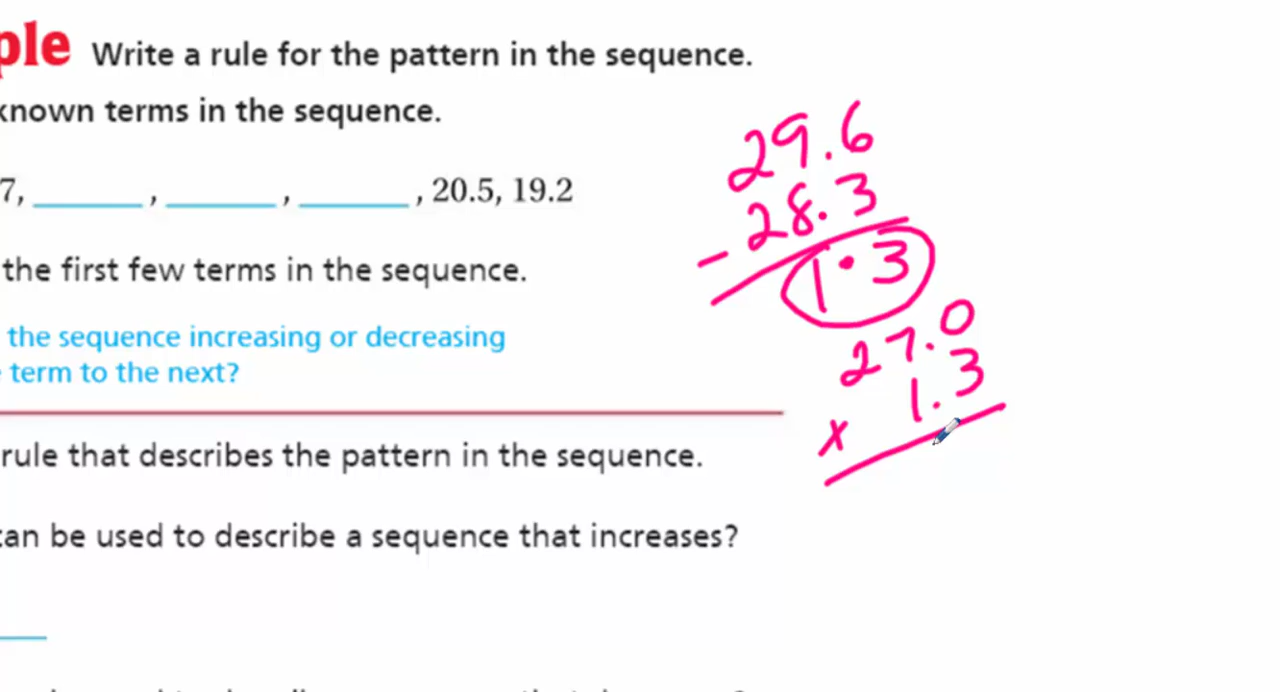 ple Write a rule for the pattern in the sequence.
known terms in the sequence.
7, ______, ______, ______, 20.5, 19.2
the first few terms in the sequence.
the sequence increasing or decreasing
term to the next?
rule that describes the pattern in the sequence.
can be used to describe a sequence that increases?
29.6
- 28.3
1.3
27.0
x 1.3